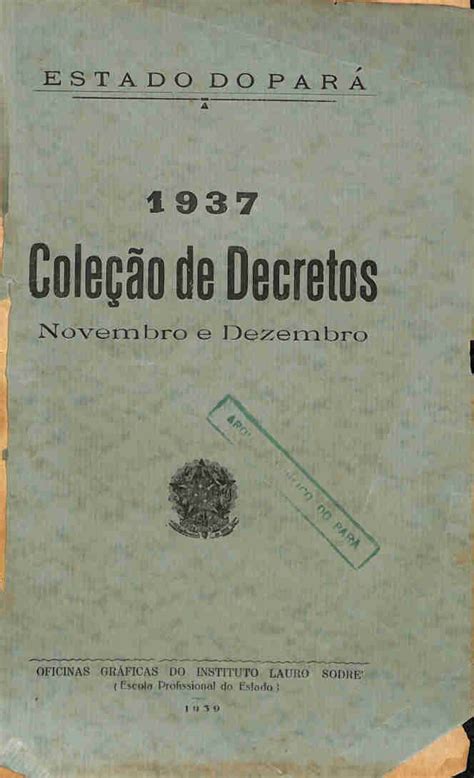 ESTADO DO PARÁ
1937
Coleção de Decretos
Novembro e Dezembro
DO PARÁ
OFICINAS GRÁFICAS DO INSTITUTO LAURO SODRE'
( Escola Profissional do Estado )
1939